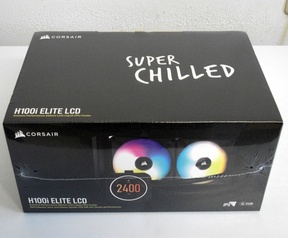 CORSAIR
SUPER
CHILLED
H100i ELITE LCD
CORSAIR
2400
H100i ELITE LCD